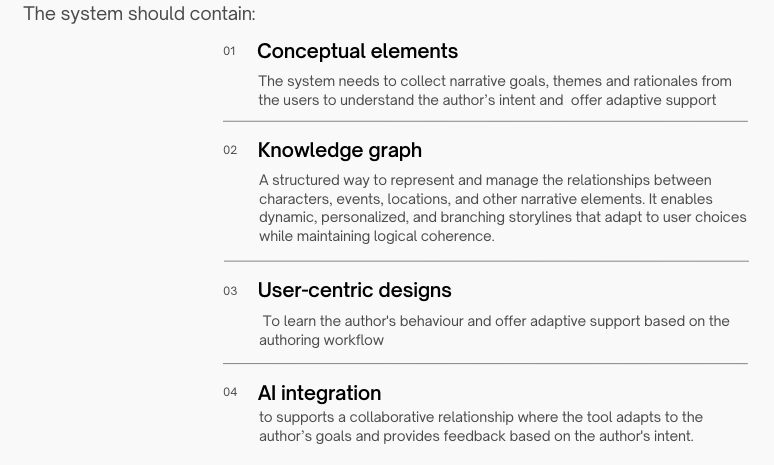 The system should contain:
01 Conceptual elements
The system needs to collect narrative goals, themes and rationales from
the users to understand the author's intent and  offer adaptive support
02 Knowledge graph
A structured way to represent and manage the relationships between
characters, events, locations, and other narrative elements. It enables
dynamic, personalized, and branching storylines that adapt to user choices
while maintaining logical coherence.
03 User-centric designs
To learn the author's behaviour and offer adaptive support based on the
authoring workflow
04 AI integration
to supports a collaborative relationship where the tool adapts to the
author's goals and provides feedback based on the author's intent.